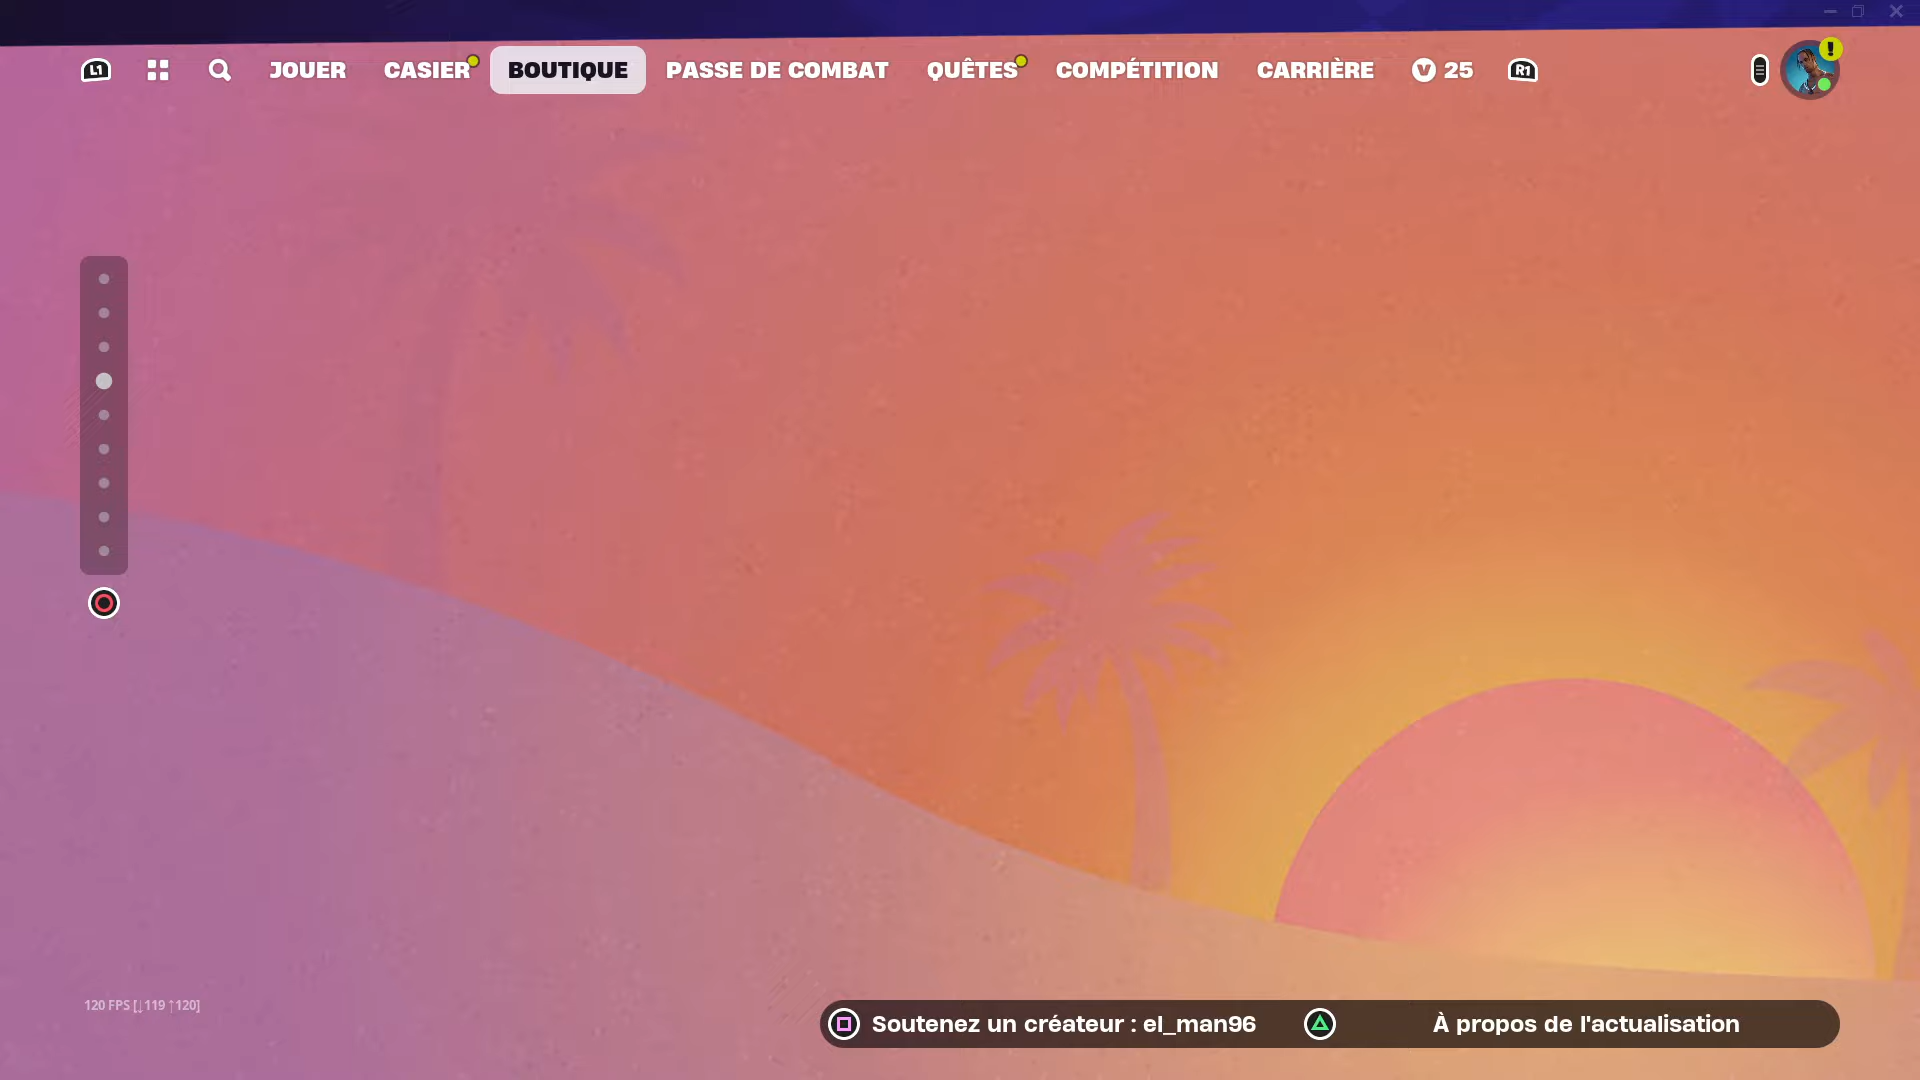 L1 JOUER CASIER BOUTIQUE PASSE DE COMBAT QUÊTES COMPÉTITION CARRIÈRE V 25 R1 !
120 FPS [↓119 ↑120]
Soutenez un créateur : el_man96 À propos de l'actualisation